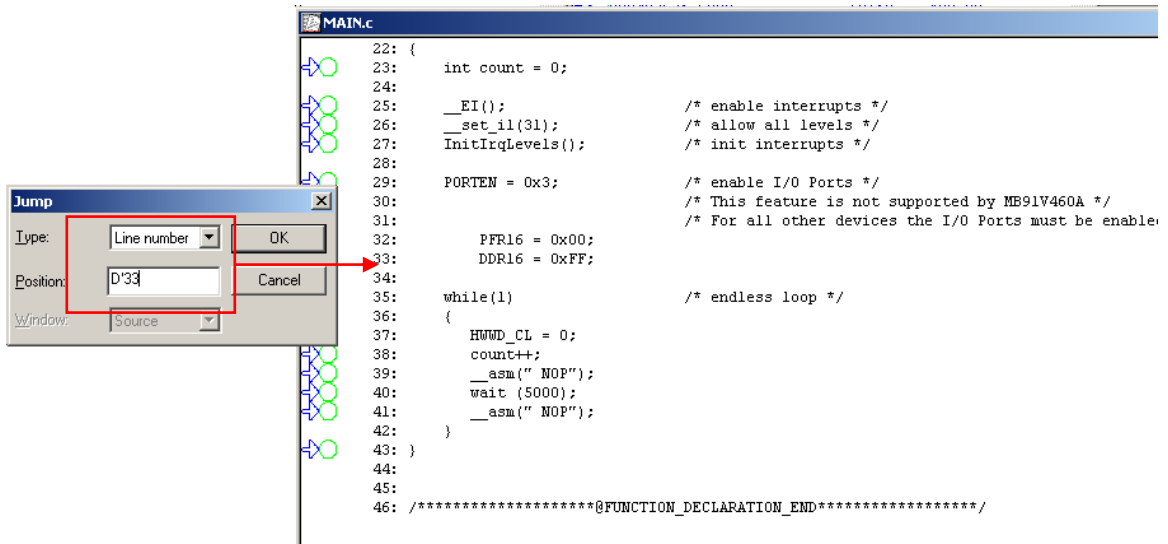 MAIN.c
22: {
23: int count = 0;
24:
25: __EI(); /* enable interrupts */
26: __set_il(31); /* allow all levels */
27: InitIrqLevels(); /* init interrupts */
28:
29: PORTEN = 0x3; /* enable I/O Ports */
30: /* This feature is not supported by MB91V460A */
31: /* For all other devices the I/O Ports must be enable
32: PFR16 = 0x00;
33: DDR16 = 0xFF;
34:
35: while(1) /* endless loop */
36: {
37: HWWD_CL = 0;
38: count++;
39: __asm(" NOP");
40: wait (5000);
41: __asm(" NOP");
42: }
43: }
44:
45:
46: /********************@FUNCTION_DECLARATION_END******************/
Jump
Type: Line number OK
Position: D'33 Cancel
Window: Source